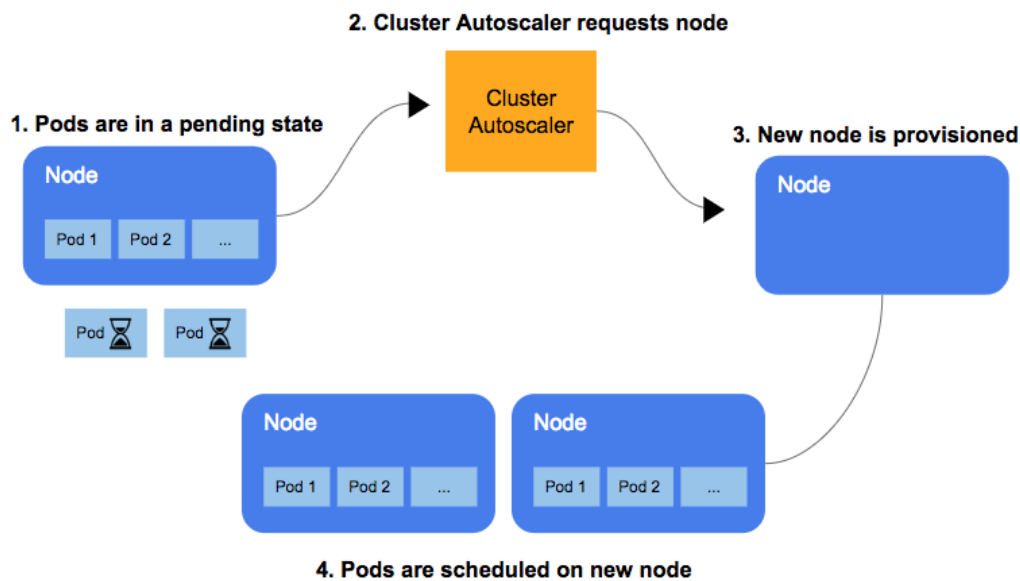 2. Cluster Autoscaler requests node
Cluster
Autoscaler
1. Pods are in a pending state
Node
Pod 1 Pod 2 ...
Pod Pod
3. New node is provisioned
Node
Node
Pod 1 Pod 2 ...
Node
Pod 1 Pod 2 ...
4. Pods are scheduled on new node